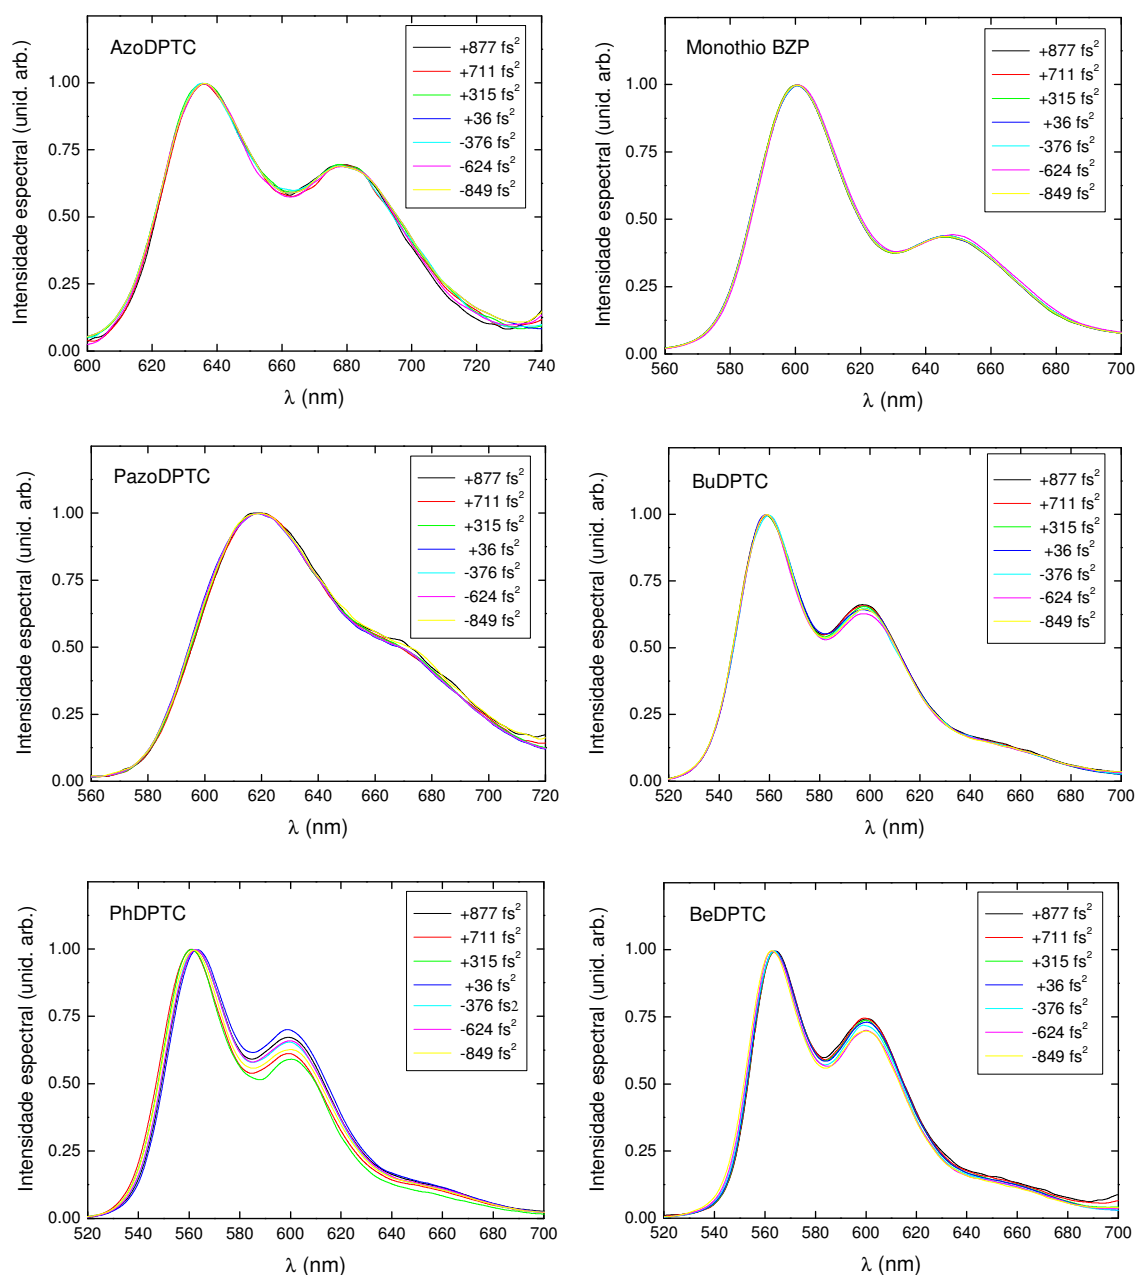 AzoDPTC
+877 fs²
+711 fs²
+315 fs²
+36 fs²
-376 fs²
-624 fs²
-849 fs²
Intensidade espectral (unid. arb.)
1.00
0.75
0.50
0.25
0.00
600 620 640 660 680 700 720 740
λ (nm)
Monothio BZP
+877 fs²
+711 fs²
+315 fs²
+36 fs²
-376 fs²
-624 fs²
-849 fs²
Intensidade espectral (unid. arb.)
1.00
0.75
0.50
0.25
0.00
560 580 600 620 640 660 680 700
λ (nm)
PazoDPTC
+877 fs²
+711 fs²
+315 fs²
+36 fs²
-376 fs²
-624 fs²
-849 fs²
Intensidade espectral (unid. arb.)
1.00
0.75
0.50
0.25
0.00
560 580 600 620 640 660 680 700 720
λ (nm)
BuDPTC
+877 fs²
+711 fs²
+315 fs²
+36 fs²
-376 fs²
-624 fs²
-849 fs²
Intensidade espectral (unid. arb.)
1.00
0.75
0.50
0.25
0.00
520 540 560 580 600 620 640 660 680 700
λ (nm)
PhDPTC
+877 fs²
+711 fs²
+315 fs²
+36 fs²
-376 fs2
-624 fs²
-849 fs²
Intensidade espectral (unid. arb.)
1.00
0.75
0.50
0.25
0.00
520 540 560 580 600 620 640 660 680 700
λ (nm)
BeDPTC
+877 fs²
+711 fs²
+315 fs²
+36 fs²
-376 fs²
-624 fs²
-849 fs²
Intensidade espectral (unid. arb.)
1.00
0.75
0.50
0.25
0.00
520 540 560 580 600 620 640 660 680 700
λ (nm)